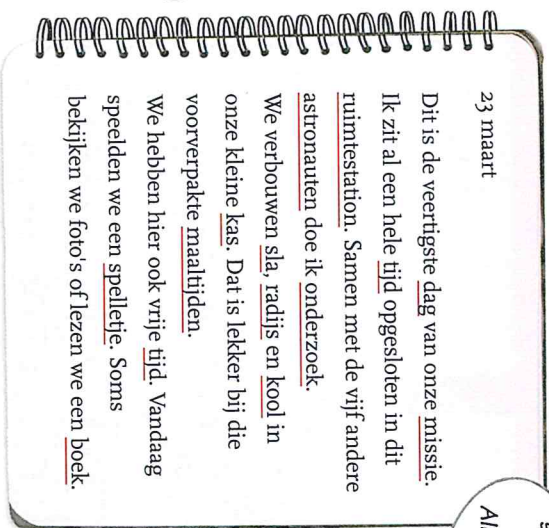 23 maart
Dit is de veertigste dag van onze missie.
Ik zit al een hele tijd opgesloten in dit
ruimtestation. Samen met de vijf andere
astronauten doe ik onderzoek.
We verbouwen sla, radijs en kool in
onze kleine kas. Dat is lekker bij die
voorverpakte maaltijden.
We hebben hier ook vrije tijd. Vandaag
speelden we een spelletje. Soms
bekijken we foto's of lezen we een boek.